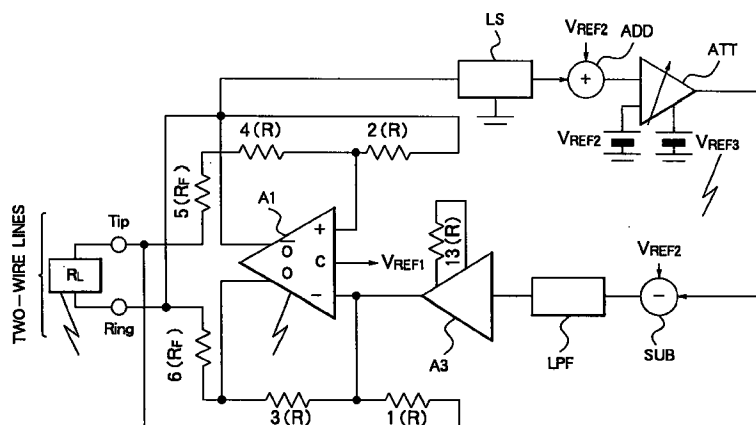 LS
VREF2
ADD
ATT
4(R)
2(R)
VREF2
VREF3
5(RF)
A1
TWO-WIRE LINES
Tip
RL
Ring
+
O
O
C
−
VREF1
13(R)
+
VREF2
−
6(RF)
A3
LPF
SUB
3(R)
1(R)